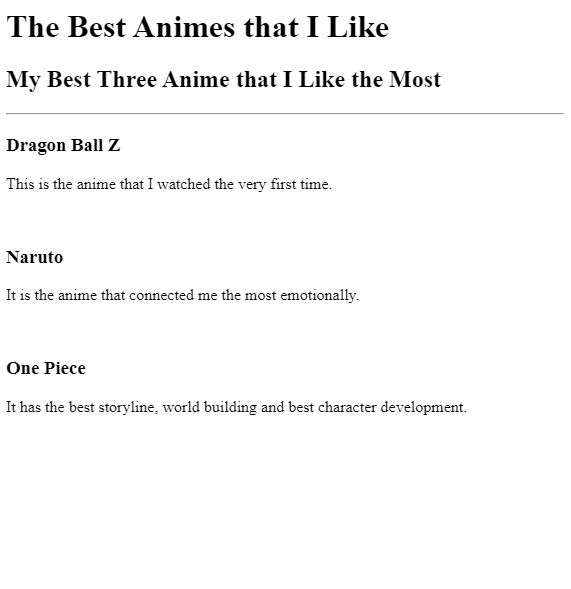 The Best Animes that I Like
My Best Three Anime that I Like the Most
Dragon Ball Z
This is the anime that I watched the very first time.
Naruto
It is the anime that connected me the most emotionally.
One Piece
It has the best storyline, world building and best character development.